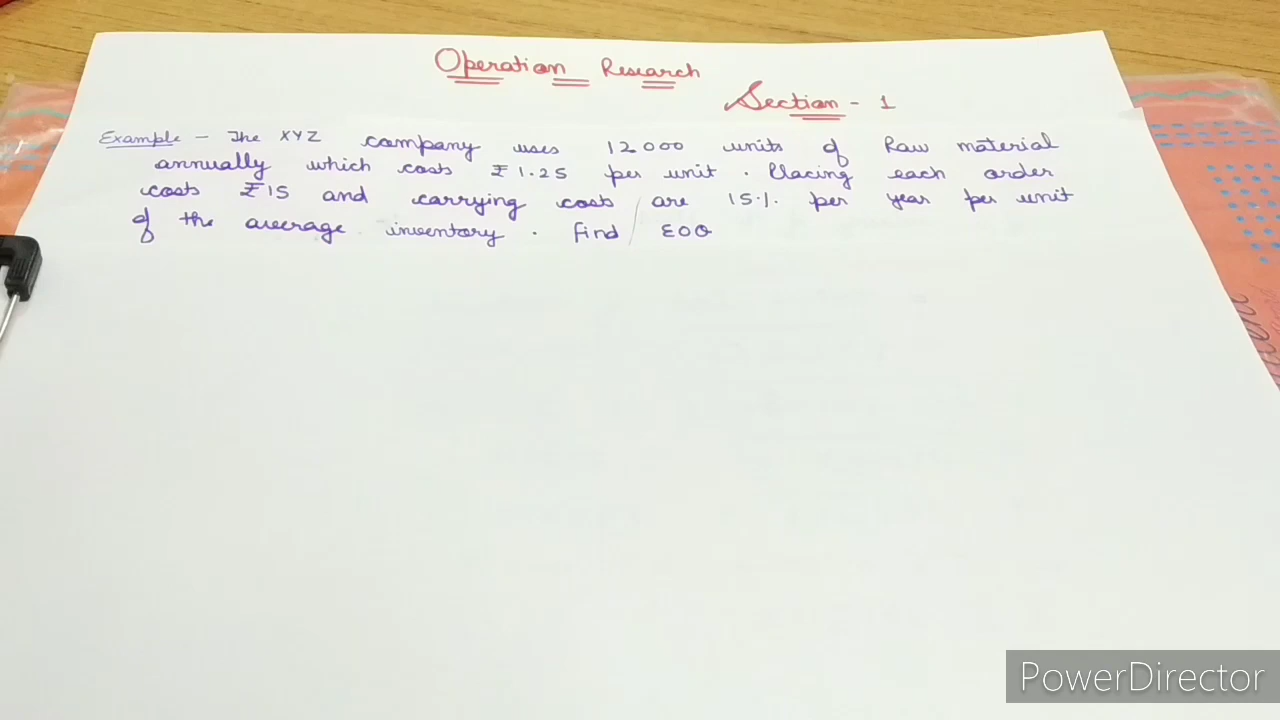 Operation Research
Section - 1
Example - The XYZ company uses 12000 units of Raw material
annually which costs ₹1.25 per unit. Placing each order
costs ₹15 and carrying costs are 15% per year per unit
of the average inventory. Find EOQ
PowerDirector